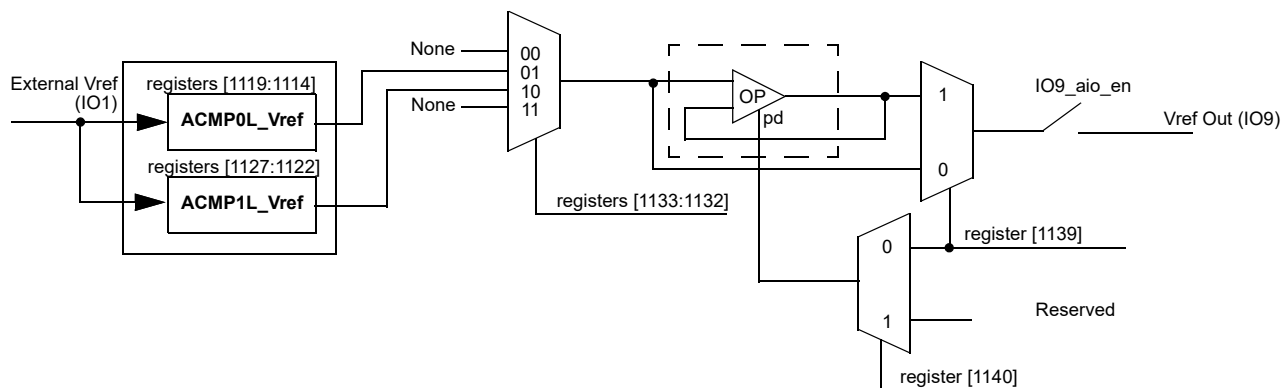 External Vref
(IO1)
registers [1119:1114]
ACMP0L_Vref
registers [1127:1122]
ACMP1L_Vref
None
None
00
01
10
11
registers [1133:1132]
OP
pd
1
0
IO9_aio_en
Vref Out (IO9)
0
1
register [1139]
Reserved
register [1140]